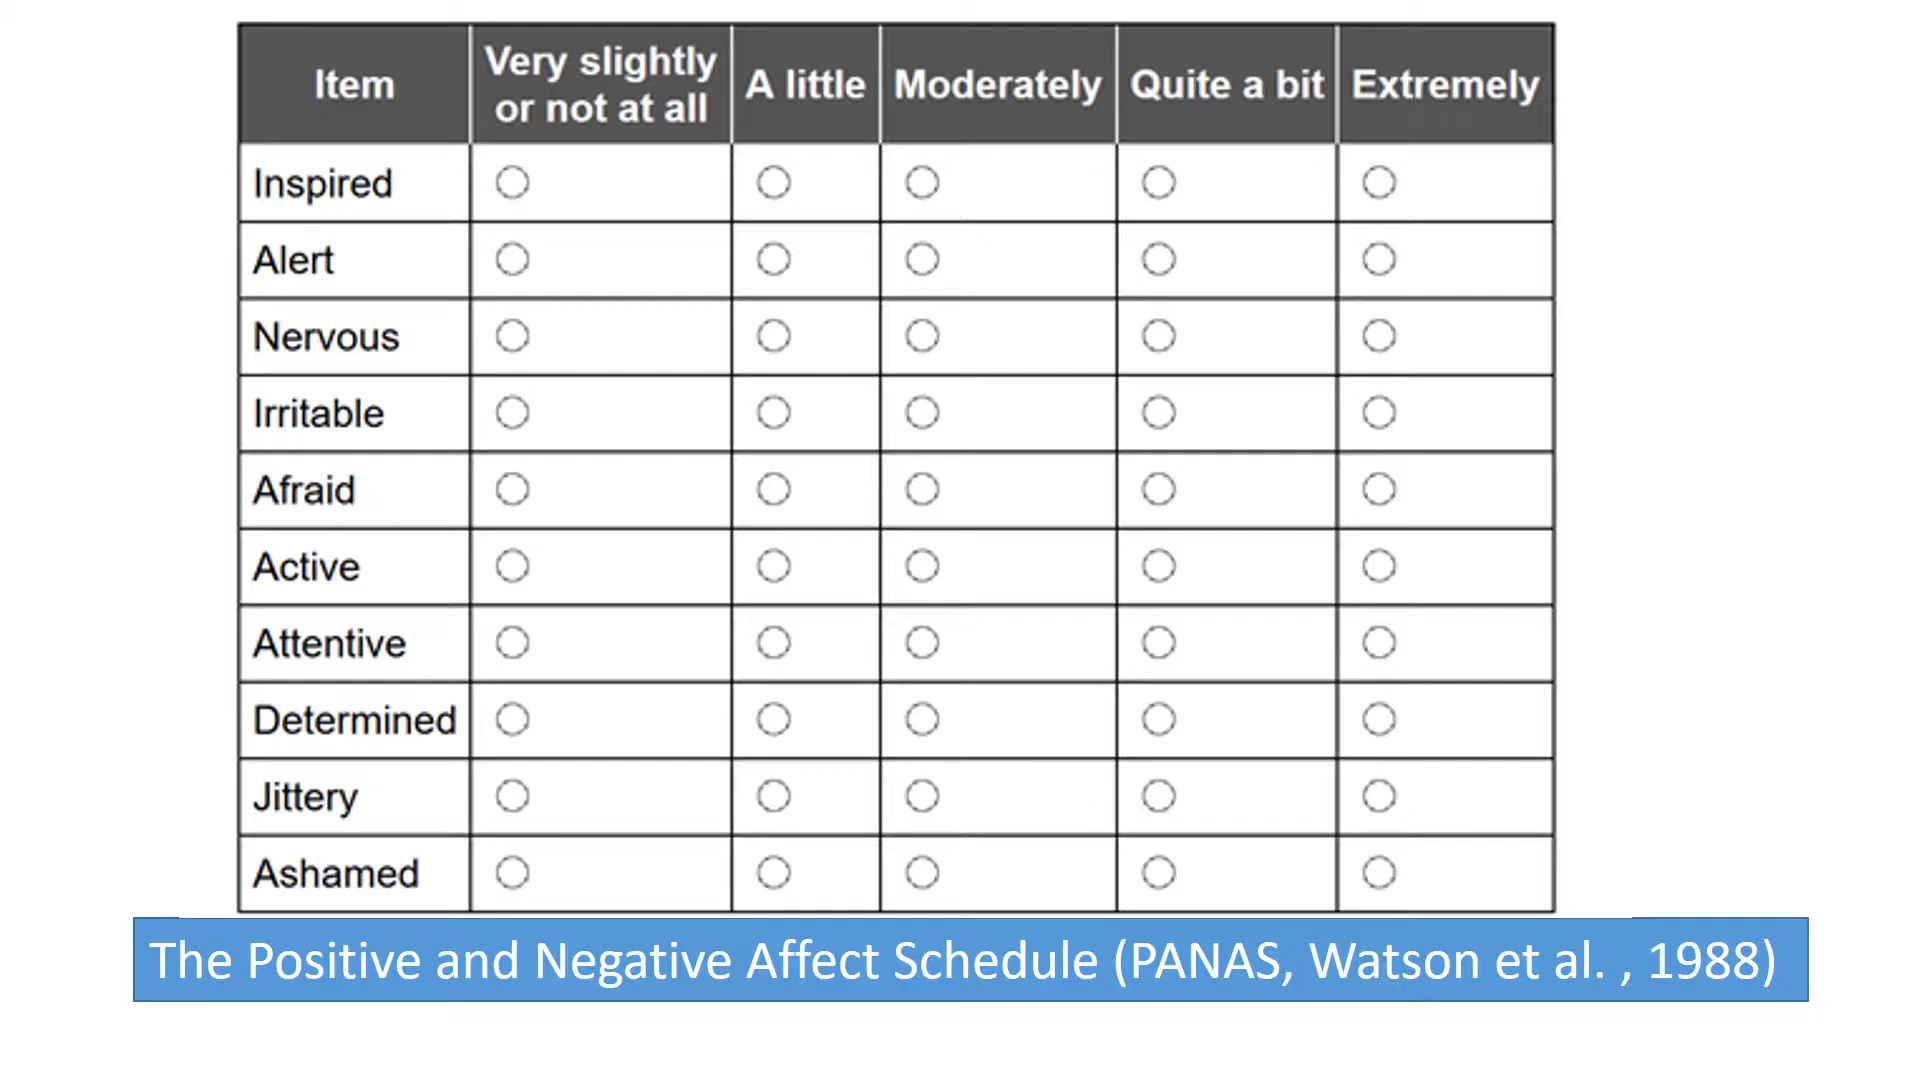 Item Very slightly or not at all A little Moderately Quite a bit Extremely
Inspired
Alert
Nervous
Irritable
Afraid
Active
Attentive
Determined
Jittery
Ashamed
The Positive and Negative Affect Schedule (PANAS, Watson et al. , 1988)